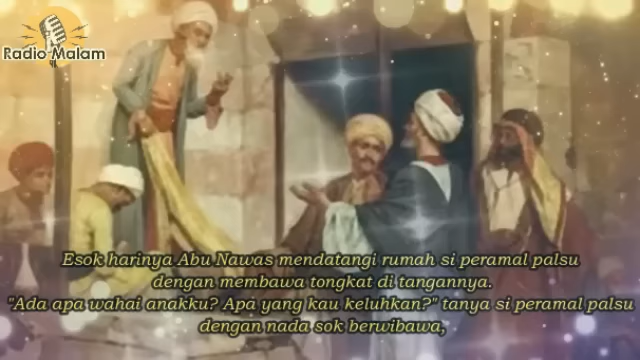 Radio Malam
Esok harinya Abu Nawas mendatangi rumah si peramal palsu
dengan membawa tongkat di tangannya.
"Ada apa wahai anakku? Apa yang kau keluhkan?" tanya si peramal palsu
dengan nada sok berwibawa,